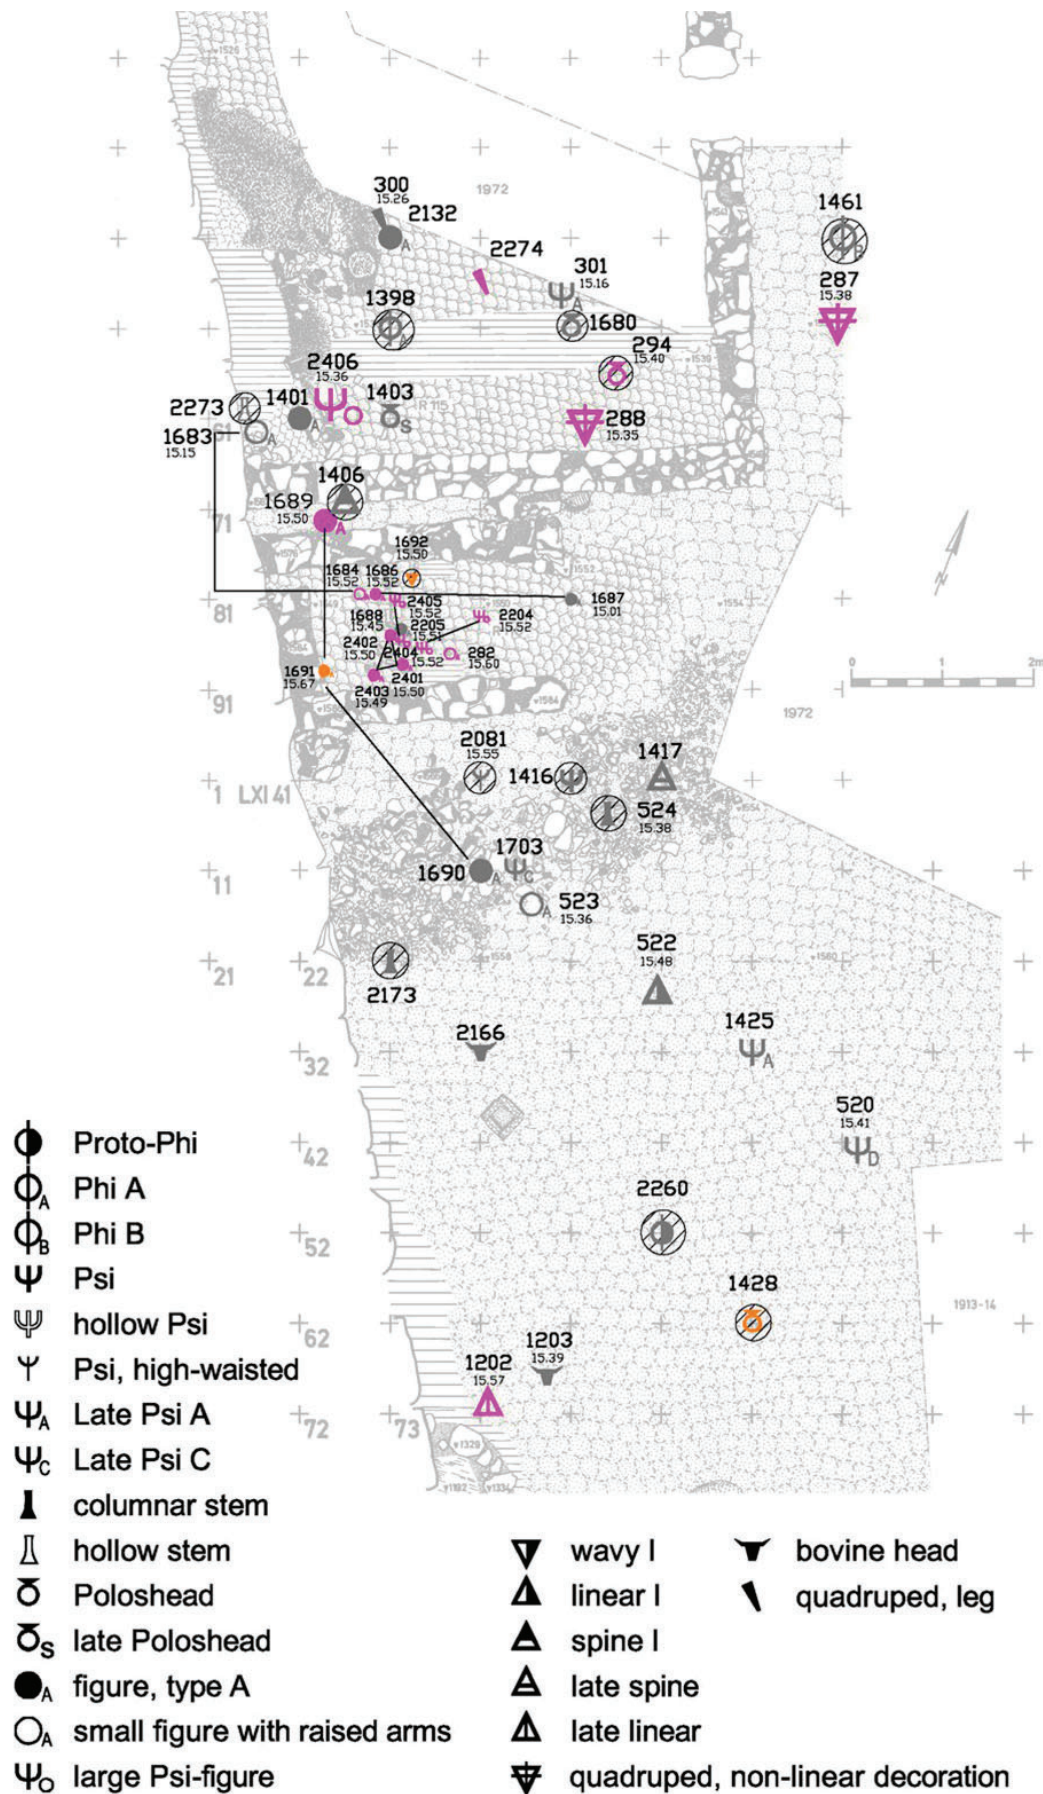 300
15.26
2132
A
1972
2274
301
15.16
A
1461
B
287
15.38
1398
A
1680
294
15.40
2406
15.36
1401
A
1403
S
R 115
2273
1683
15.15
A
61
288
15.35
1406
1689
15.50
A
71
1692
15.50
1684
15.52
1686
15.52
1687
15.01
81
2405
15.52
1688
15.45
2205
15.51
2204
15.52
2402
15.50
2404
15.52
282
15.60
1691
15.67
2403
15.49
2401
15.50
91
0 1 2m
N
1972
2081
15.55
1416
1417
1 LXI 41
524
15.38
1703
C
1690
A
11
523
15.36
A
522
15.48
21 22
2173
2166
1425
A
32
520
15.41
D
42
2260
52
1428
1913-14
62
1203
15.39
1202
15.57
72 73
Proto-Phi
A Phi A
B Phi B
Psi
hollow Psi
Psi, high-waisted
A Late Psi A
C Late Psi C
columnar stem
hollow stem
Poloshead
S late Poloshead
A figure, type A
A small figure with raised arms
large Psi-figure
wavy I
linear I
spine I
late spine
late linear
quadruped, non-linear decoration
bovine head
quadruped, leg